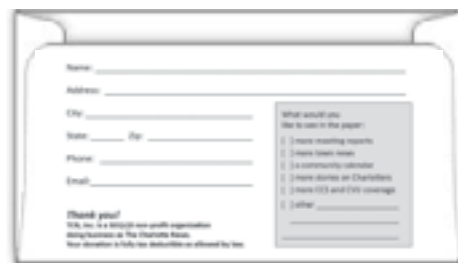 Name:
Address:
City:
State: Zip:
Phone:
Email:
What would you
like to see in the paper:
[ ] more meeting reports
[ ] more town news
[ ] a community calendar
[ ] more stories on Charlotters
[ ] more CCS and CVU coverage
[ ] other
Thank you!
TCN, Inc. is a 501(c)3 non-profit organization
doing business as The Charlotte News.
Your donation is fully tax deductible as allowed by law.